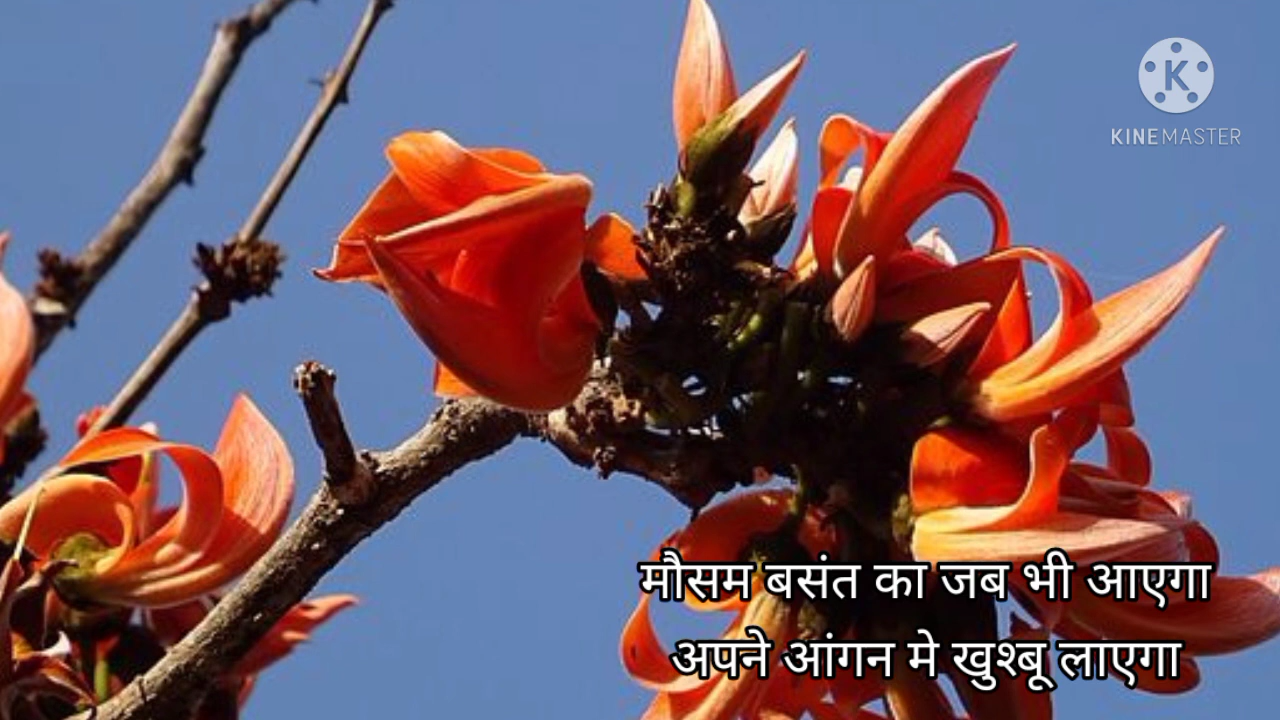 KINEMASTER
मौसम बसंत का जब भी आएगा
अपने आंगन मे खुश्बू लाएगा